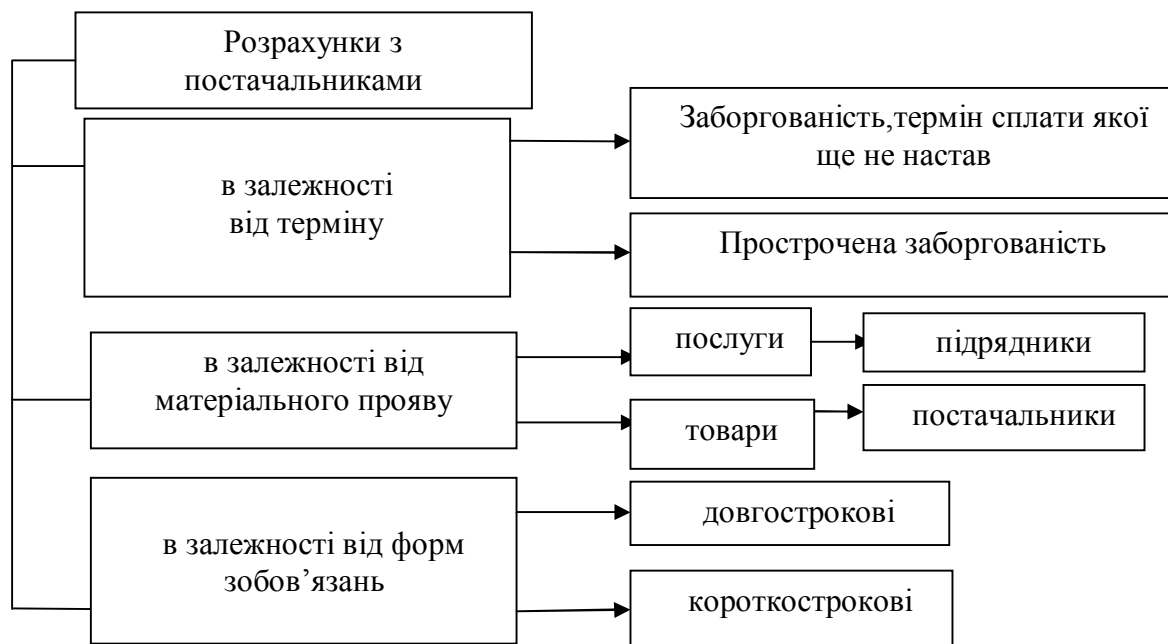 Розрахунки з
постачальниками
в залежності
від терміну
Заборгованість,термін сплати якої
ще не настав
Прострочена заборгованість
в залежності від
матеріального прояву
послуги
підрядники
товари
постачальники
в залежності від форм
зобов’язань
довгострокові
короткострокові